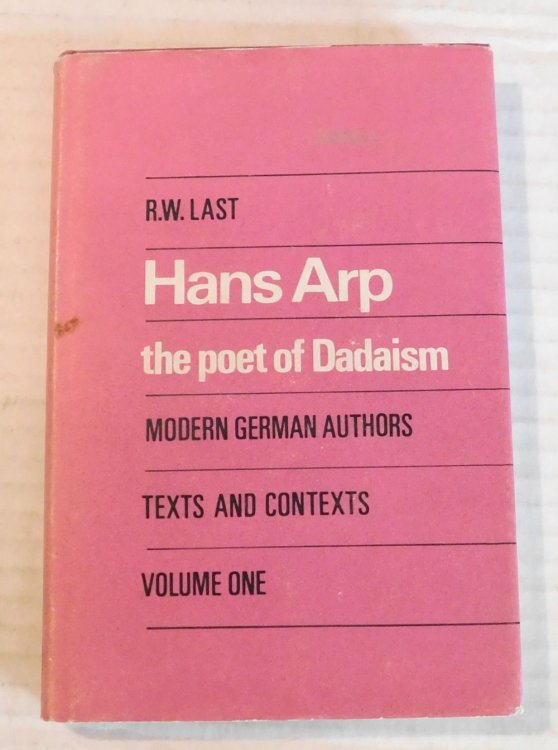 R.W. LAST
Hans Arp
the poet of Dadaism
MODERN GERMAN AUTHORS
TEXTS AND CONTEXTS
VOLUME ONE